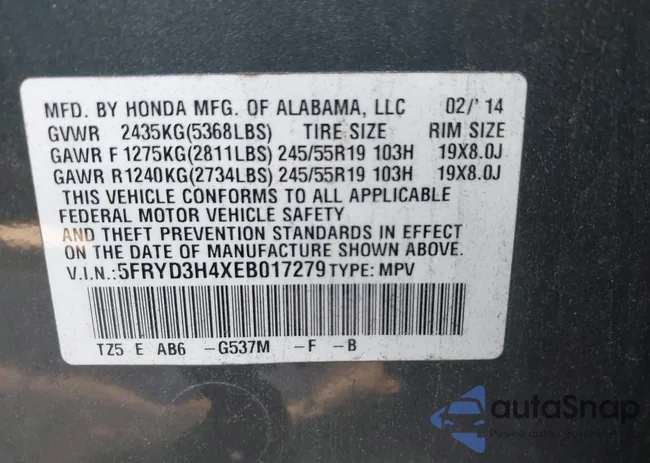 MFD. BY HONDA MFG. OF ALABAMA, LLC 02/' 14
GVWR 2435KG(5368LBS) TIRE SIZE RIM SIZE
GAWR F 1275KG(2811LBS) 245/55R19 103H 19X8.0J
GAWR R1240KG(2734LBS) 245/55R19 103H 19X8.0J
THIS VEHICLE CONFORMS TO ALL APPLICABLE
FEDERAL MOTOR VEHICLE SAFETY
AND THEFT PREVENTION STANDARDS IN EFFECT
ON THE DATE OF MANUFACTURE SHOWN ABOVE.
V.I.N.:5FRYD3H4XEB017279 TYPE: MPV
TZ5 E AB6 -G537M -F -B
autoSnap